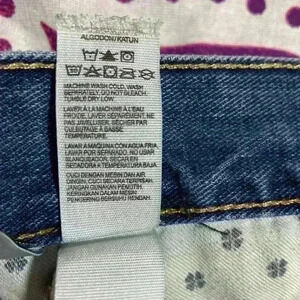 ALGODON/KATUN
MACHINE WASH COLD. WASH
SEPARATELY. DO NOT BLEACH.
TUMBLE DRY LOW.
LAVER À LA MACHINE À L'EAU
FROIDE. LAVER SÉPARÉMENT. NE
PAS JAVELLISER. SÉCHER PAR
CULBUTAGE À BASSE
TEMPÉRATURE.
LAVAR A MAQUINA CON AGUA FRIA.
LAVAR POR SEPARADO. NO USAR
BLANQUEADOR. SECAR EN
SECADORA A TEMPERATURA BAJA.
CUCI DENGAN MESIN DAN AIR
DINGIN. CUCI SECARA TERPISAH.
JANGAN GUNAKAN PEMUTIH.
KERINGKAN DALAM MESIN
PENGERING BERSUHU RENDAH.